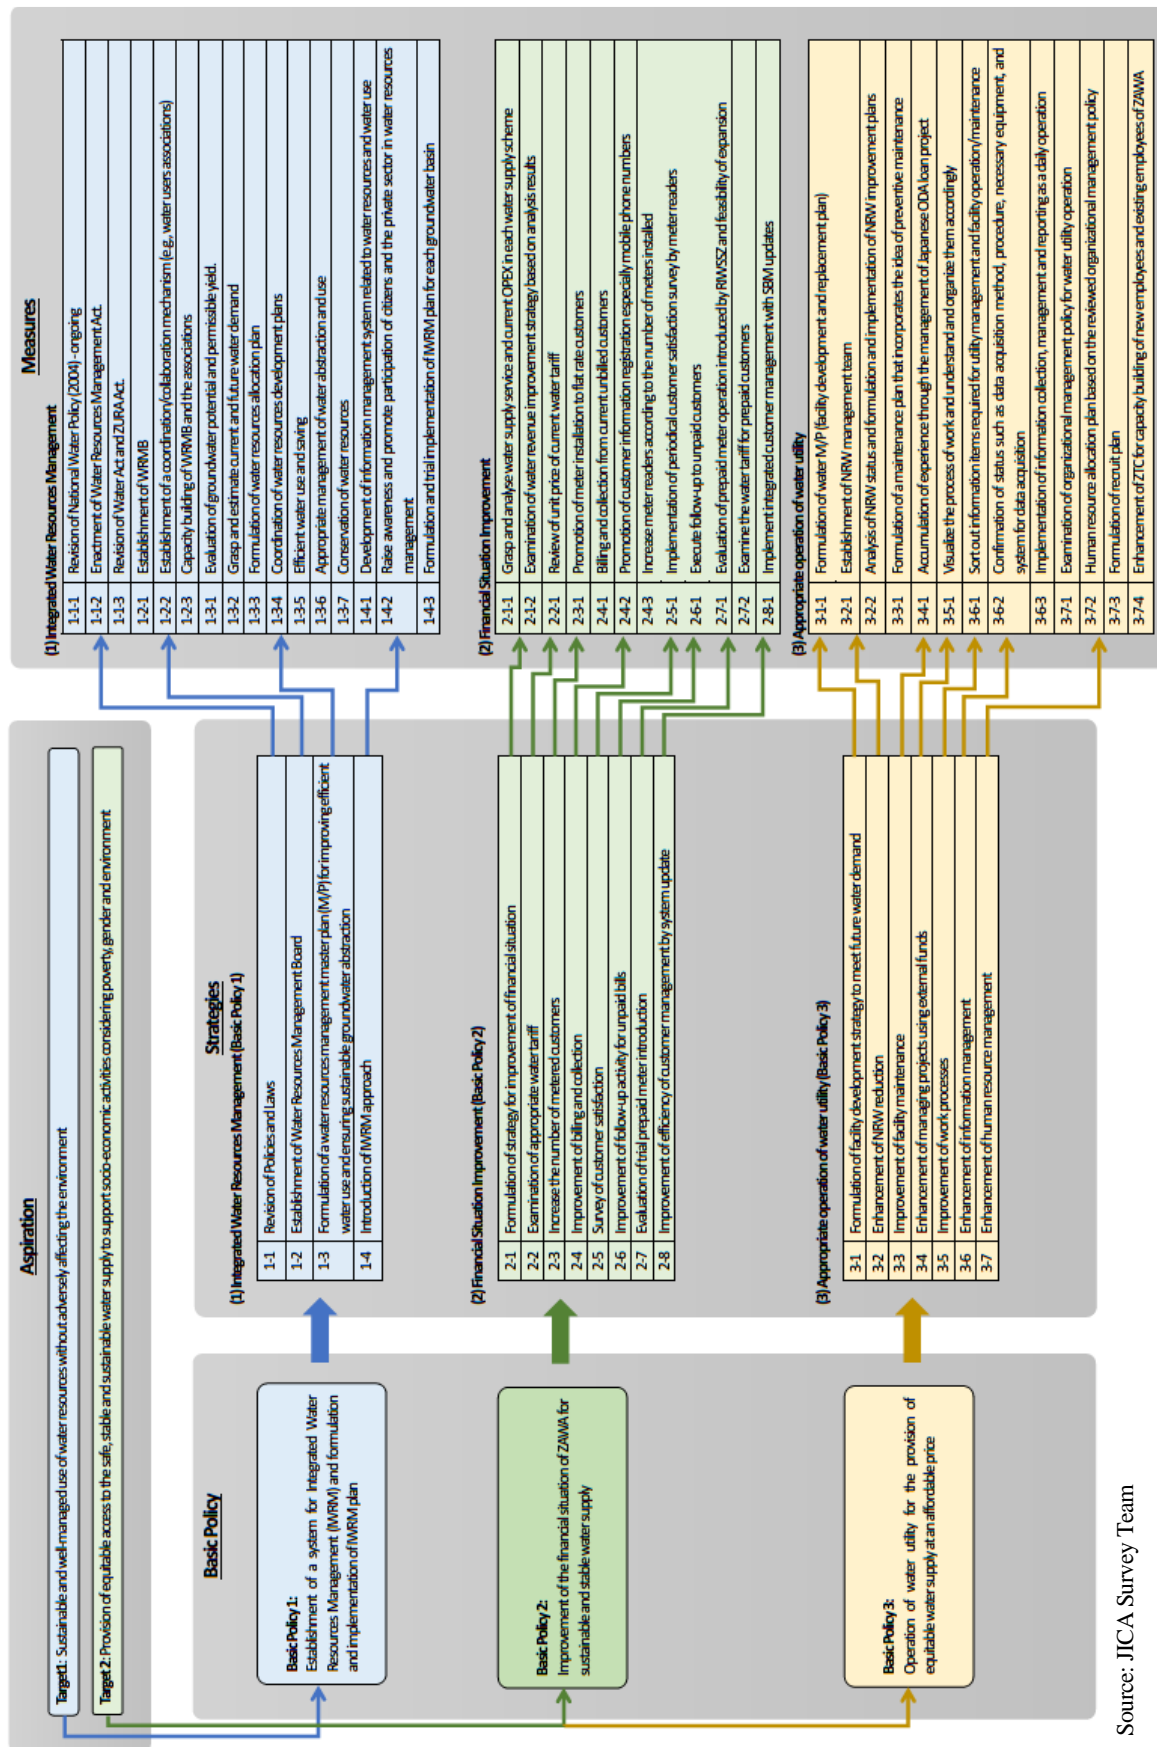 Aspiration
Target1: Sustainable and well-managed use of water resources without adversely affecting the environment
Target 2: Provision of equitable access to the safe, stable and sustainable water supply to support socio-economic activities considering poverty, gender and environment
Basic Policy
Basic Policy 1:
Establishment of a system for Integrated Water
Resources Management (IWRM) and formulation
and implementation of IWRM plan
Basic Policy 2:
Improvement of the financial situation of ZAWA for
sustainable and stable water supply
Basic Policy 3:
Operation of water utility for the provision of
equitable water supply at an affordable price
Strategies
(1) Integrated Water Resources Management (Basic Policy 1)
1-1 Revision of Policies and Laws
1-2 Establishment of Water Resources Management Board
1-3 Formulation of a water resources management master plan (M/P) for improving efficient
water use and ensuring sustainable groundwater abstraction
1-4 Introduction of IWRM approach
(2) Financial Situation Improvement (Basic Policy 2)
2-1 Formulation of strategy for improvement of financial situation
2-2 Examination of appropriate water tariff
2-3 Increase the number of metered customers
2-4 Improvement of billing and collection
2-5 Survey of customer satisfaction
2-6 Improvement of follow-up activity for unpaid bills
2-7 Evaluation of trial prepaid meter introduction
2-8 Improvement of efficiency of customer management by system update
(3) Appropriate operation of water utility (Basic Policy 3)
3-1 Formulation of facility development strategy to meet future water demand
3-2 Enhancement of NRW reduction
3-3 Improvement of facility maintenance
3-4 Enhancement of managing projects using external funds
3-5 Improvement of work processes
3-6 Enhancement of information management
3-7 Enhancement of human resource management
Measures
(1) Integrated Water Resources Management
1-1-1 Revision of National Water Policy (2004) - ongoing
1-1-2 Enactment of Water Resources Management Act.
1-1-3 Revision of Water Act and ZURA Act.
1-2-1 Establishment of WRMB
1-2-2 Establishment of a coordination/collaboration mechanism (e.g., water users associations)
1-2-3 Capacity building of WRMB and the associations
1-3-1 Evaluation of groundwater potential and permissible yield.
1-3-2 Grasp and estimate current and future water demand
1-3-3 Formulation of water resources allocation plan
1-3-4 Coordination of water resources development plans
1-3-5 Efficient water use and saving
1-3-6 Appropriate management of water abstraction and use
1-3-7 Conservation of water resources
1-4-1 Development of information management system related to water resources and water use
1-4-2 Raise awareness and promote participation of citizens and the private sector in water resources
management
1-4-3 Formulation and trial implementation of IWRM plan for each groundwater basin
(2) Financial Situation Improvement
2-1-1 Grasp and analyse water supply service and current OPEX in each water supply scheme
2-1-2 Examination of water revenue improvement strategy based on analysis results
2-2-1 Review of unit price of current water tariff
2-3-1 Promotion of meter installation to flat rate customers
2-4-1 Billing and collection from current unbilled customers
2-4-2 Promotion of customer information registration especially mobile phone numbers
2-4-3 Increase meter readers according to the number of meters installed
2-5-1 Implementation of periodical customer satisfaction survey by meter readers
2-6-1 Execute follow-up to unpaid customers
2-7-1 Evaluation of prepaid meter operation introduced by RIWSSZ and feasibility of expansion
2-7-2 Examine the water tariff for prepaid customers
2-8-1 Implement integrated customer management with SBM updates
(3) Appropriate operation of water utility
3-1-1 Formulation of water M/P (facility development and replacement plan)
3-2-1 Establishment of NRW management team
3-2-2 Analysis of NRW status and formulation and implementation of NRW improvement plans
3-3-1 Formulation of a maintenance plan that incorporates the idea of preventive maintenance
3-4-1 Accumulation of experience through the management of Japanese ODA loan project
3-5-1 Visualize the process of work and understand and organize them accordingly
3-6-1 Sort out information items required for utility management and facility operation/maintenance
3-6-2 Confirmation of status such as data acquisition method, procedure, necessary equipment, and
system for data acquisition
3-6-3 Implementation of information collection, management and reporting as a daily operation
3-7-1 Examination of organizational management policy for water utility operation
3-7-2 Human resource allocation plan based on the reviewed organizational management policy
3-7-3 Formulation of recruit plan
3-7-4 Enhancement of ZTC for capacity building of new employees and existing employees of ZAWA
Source: JICA Survey Team